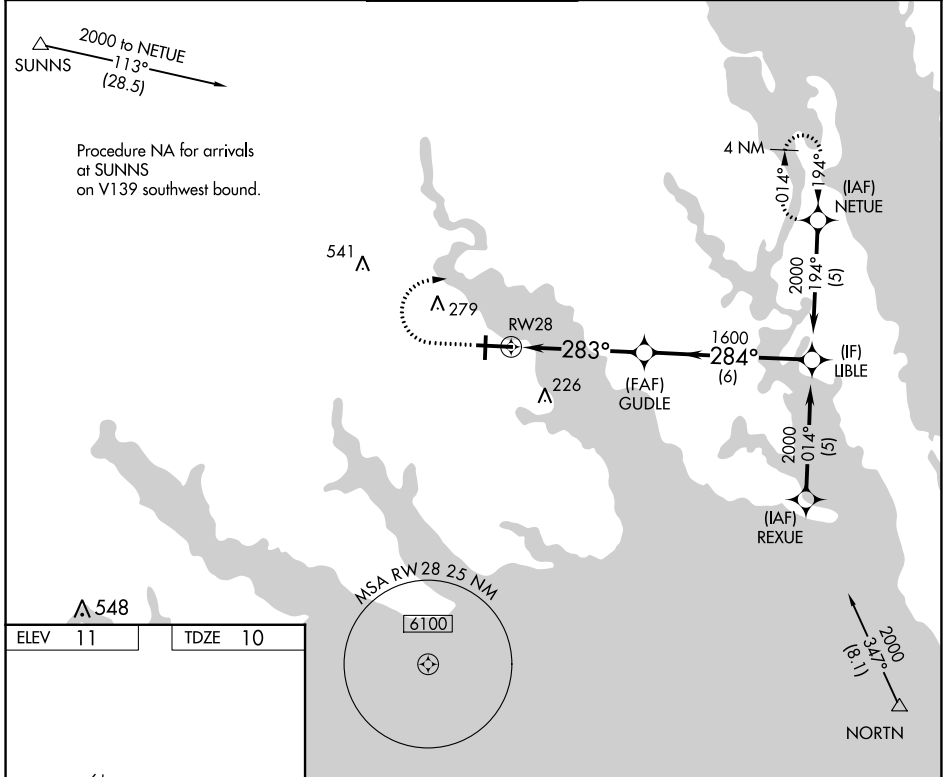 2000 to NETUE
113°
(28.5)
SUNNS
Procedure NA for arrivals
at SUNNS
on V139 southwest bound.
4 NM
014°
194°
(IAF)
NETUE
2000
194°
(5)
541
279
RW28
283°
1600
284°
(6)
(IF)
LIBLE
(FAF)
GUDLE
226
2000
014°
(5)
(IAF)
REXUE
MSA RW28 25 NM
6100
548
ELEV 11
TDZE 10
2000
347°
(8.1)
NORTN